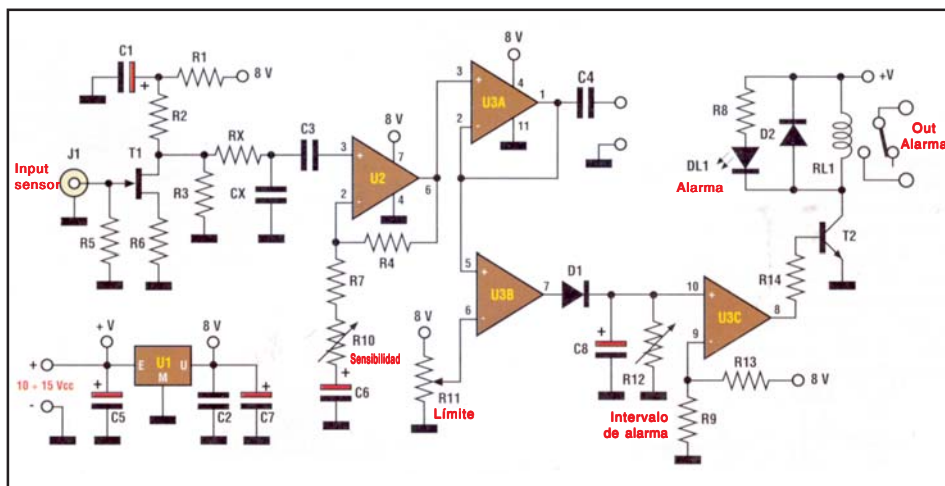 C1
+
R1
8 V
R2
J1
Input
sensor
T1
RX
C3
R3
CX
R5
R6
8 V
3
+
7
U2
2
-
4
6
R4
R7
R10
Sensibilidad
+
C6
8 V
3
+
4
U3A
1
2
-
11
C4
5
+
U3B
7
6
-
8 V
R11
Límite
D1
+
C8
R12
Intervalo
de alarma
10
+
U3C
8
9
-
R13
8 V
R9
R14
T2
+V
R8
D2
DL1
Alarma
RL1
Out
Alarma
+ V
8 V
+
10 ÷ 15 Vcc
-
E
U1
U
M
+
C5
C2
+
C7